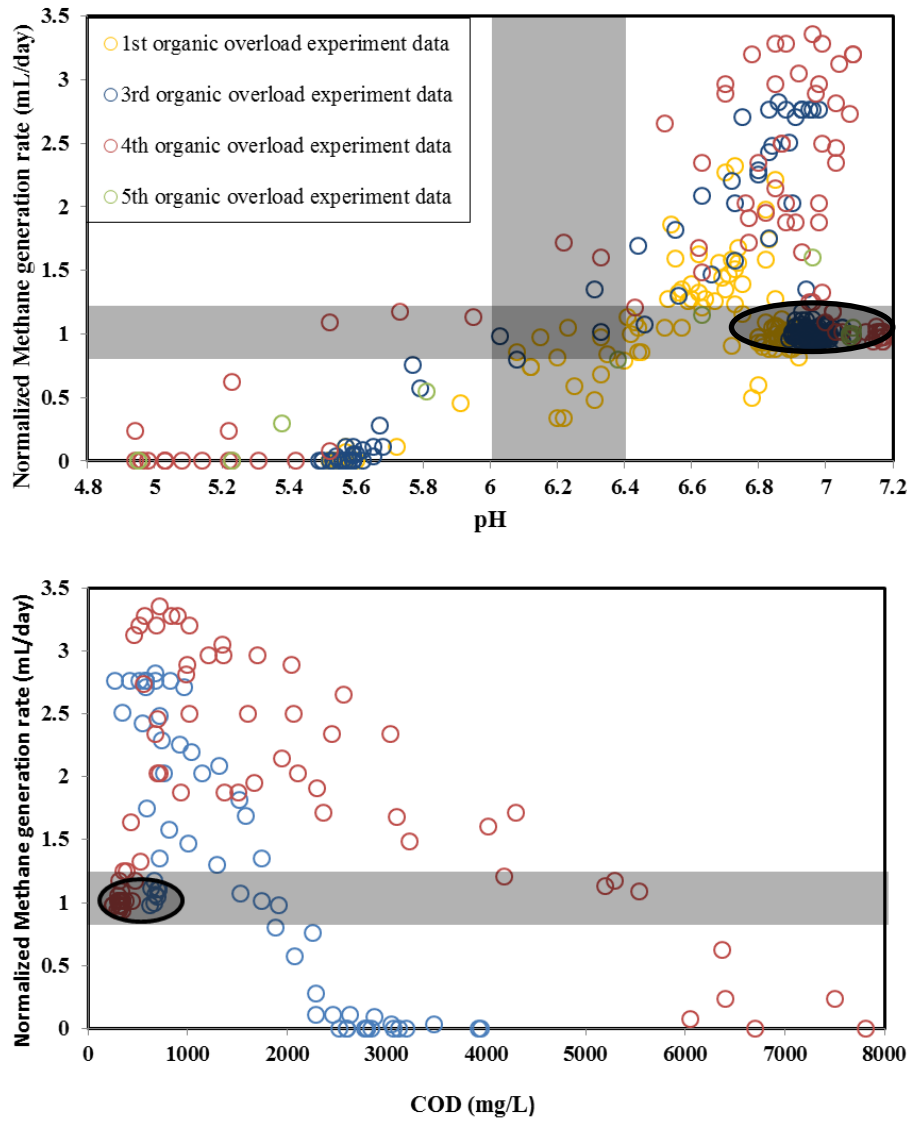 Normalized Methane generation rate (mL/day)
3.5
3
2.5
2
1.5
1
0.5
0
1st organic overload experiment data
3rd organic overload experiment data
4th organic overload experiment data
5th organic overload experiment data
4.8 5 5.2 5.4 5.6 5.8 6 6.2 6.4 6.6 6.8 7 7.2
pH
Normalized Methane generation rate (mL/day)
3.5
3
2.5
2
1.5
1
0.5
0
0 1000 2000 3000 4000 5000 6000 7000 8000
COD (mg/L)